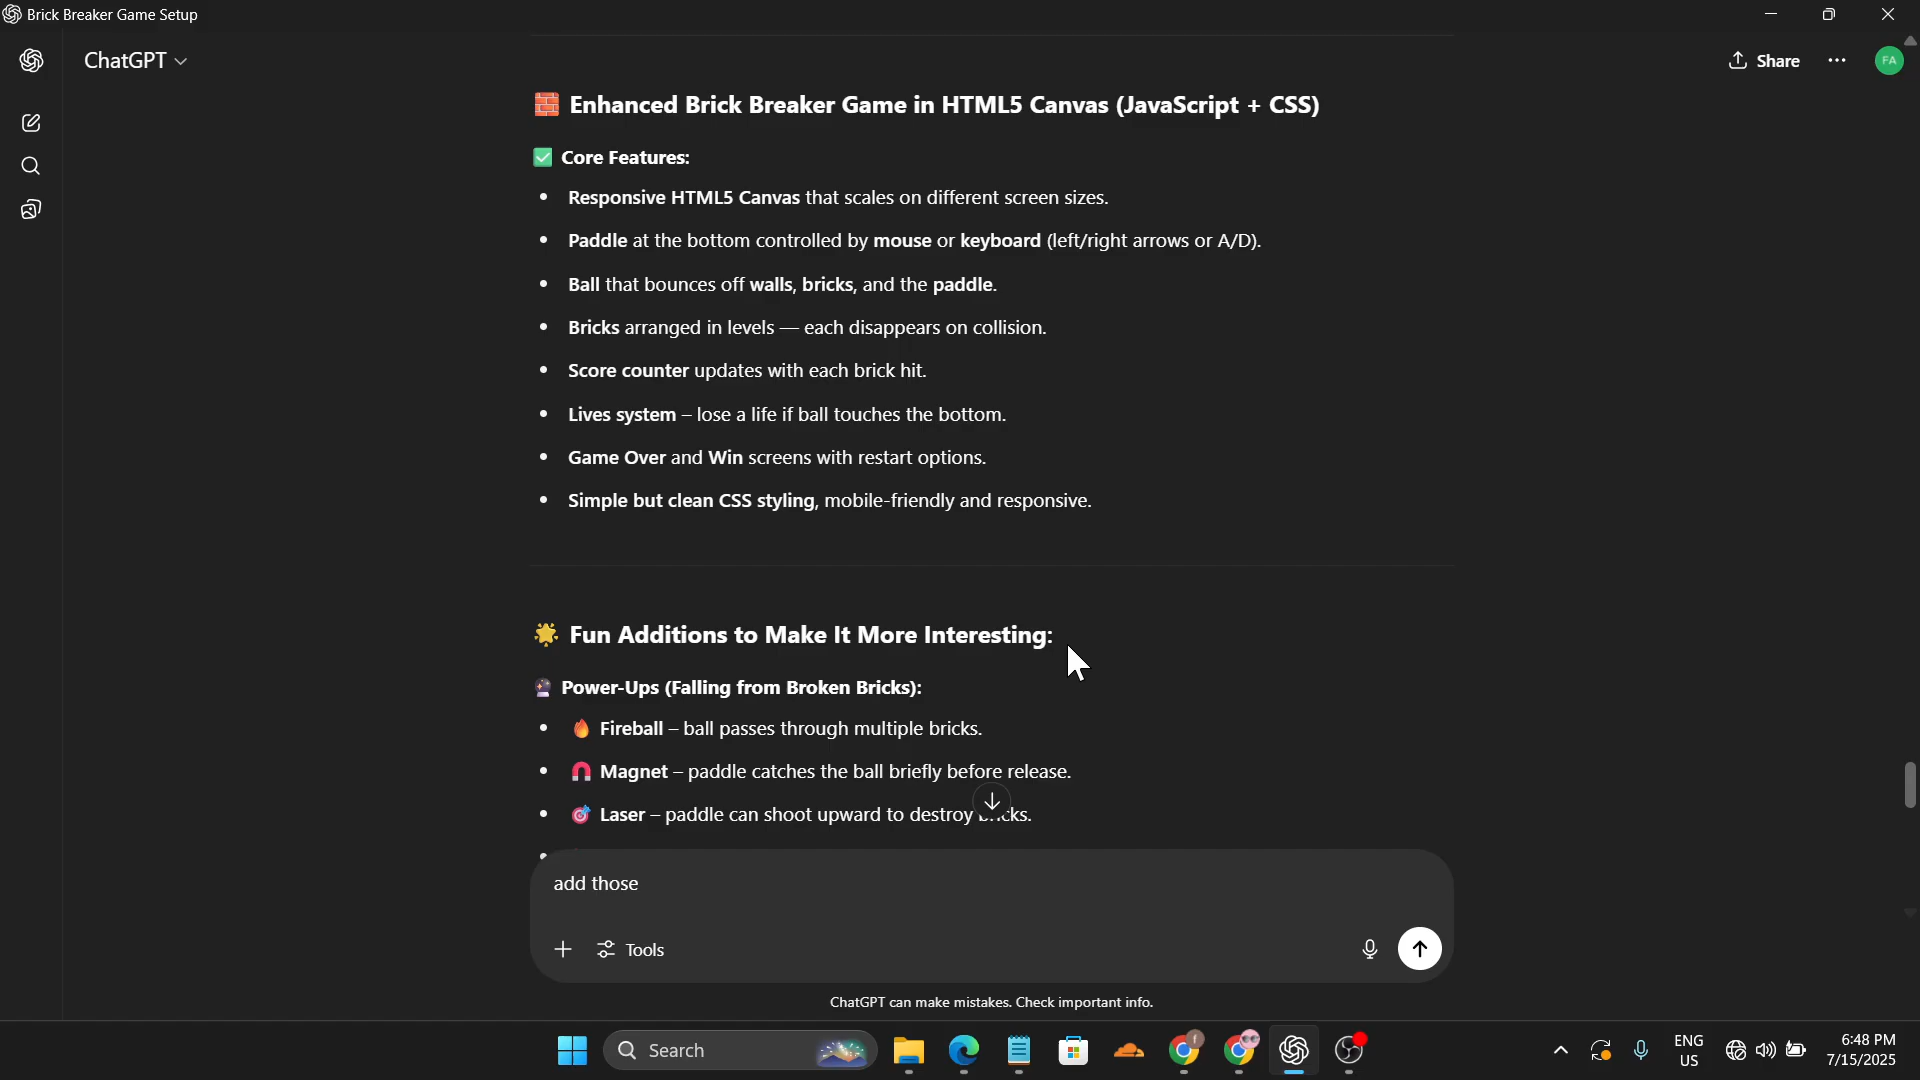 Brick Breaker Game Setup
ChatGPT
Share
FA
Enhanced Brick Breaker Game in HTML5 Canvas (JavaScript + CSS)
Core Features:
• Responsive HTML5 Canvas that scales on different screen sizes.
• Paddle at the bottom controlled by mouse or keyboard (left/right arrows or A/D).
• Ball that bounces off walls, bricks, and the paddle.
• Bricks arranged in levels — each disappears on collision.
• Score counter updates with each brick hit.
• Lives system – lose a life if ball touches the bottom.
• Game Over and Win screens with restart options.
• Simple but clean CSS styling, mobile-friendly and responsive.
Fun Additions to Make It More Interesting:
Power-Ups (Falling from Broken Bricks):
• Fireball – ball passes through multiple bricks.
• Magnet – paddle catches the ball briefly before release.
• Laser – paddle can shoot upward to destroy bricks.
add those
Tools
ChatGPT can make mistakes. Check important info.
Search
ENG
US
6:48 PM
7/15/2025